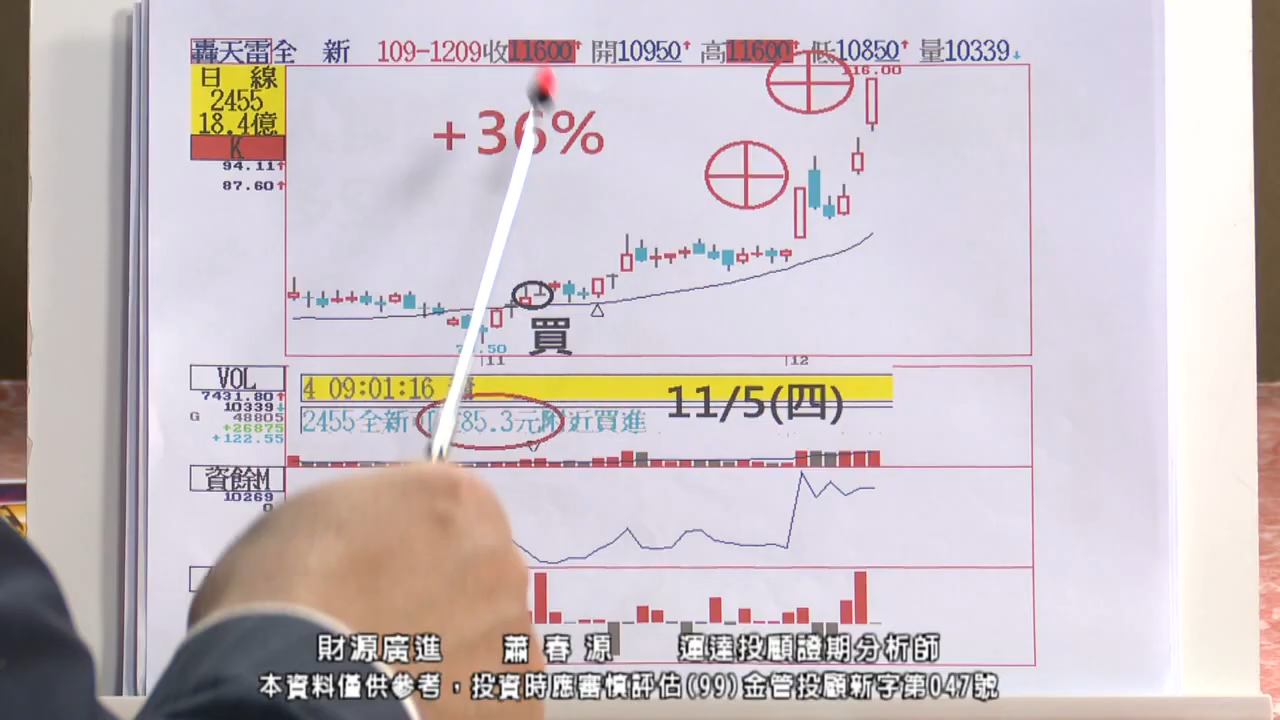 轟天雷全 新 109-1209收11600↑ 開10950↑ 高11600↑ 低10850↑ 量10339↓
日 線
2455
18.4億
K
94.11↑
87.60↑
116.00
+36%
買
11
12
VOL
7431.80↑
10339↓
G 48805
+26875
+122.55
4 09:01:16
11/5(四)
2455全新 85.3元附近買進
資餘M
10269
0
財源廣進 蕭春源 運達投顧證期分析師
本資料僅供參考，投資時應審慎評估(99)金管投顧新字第047號